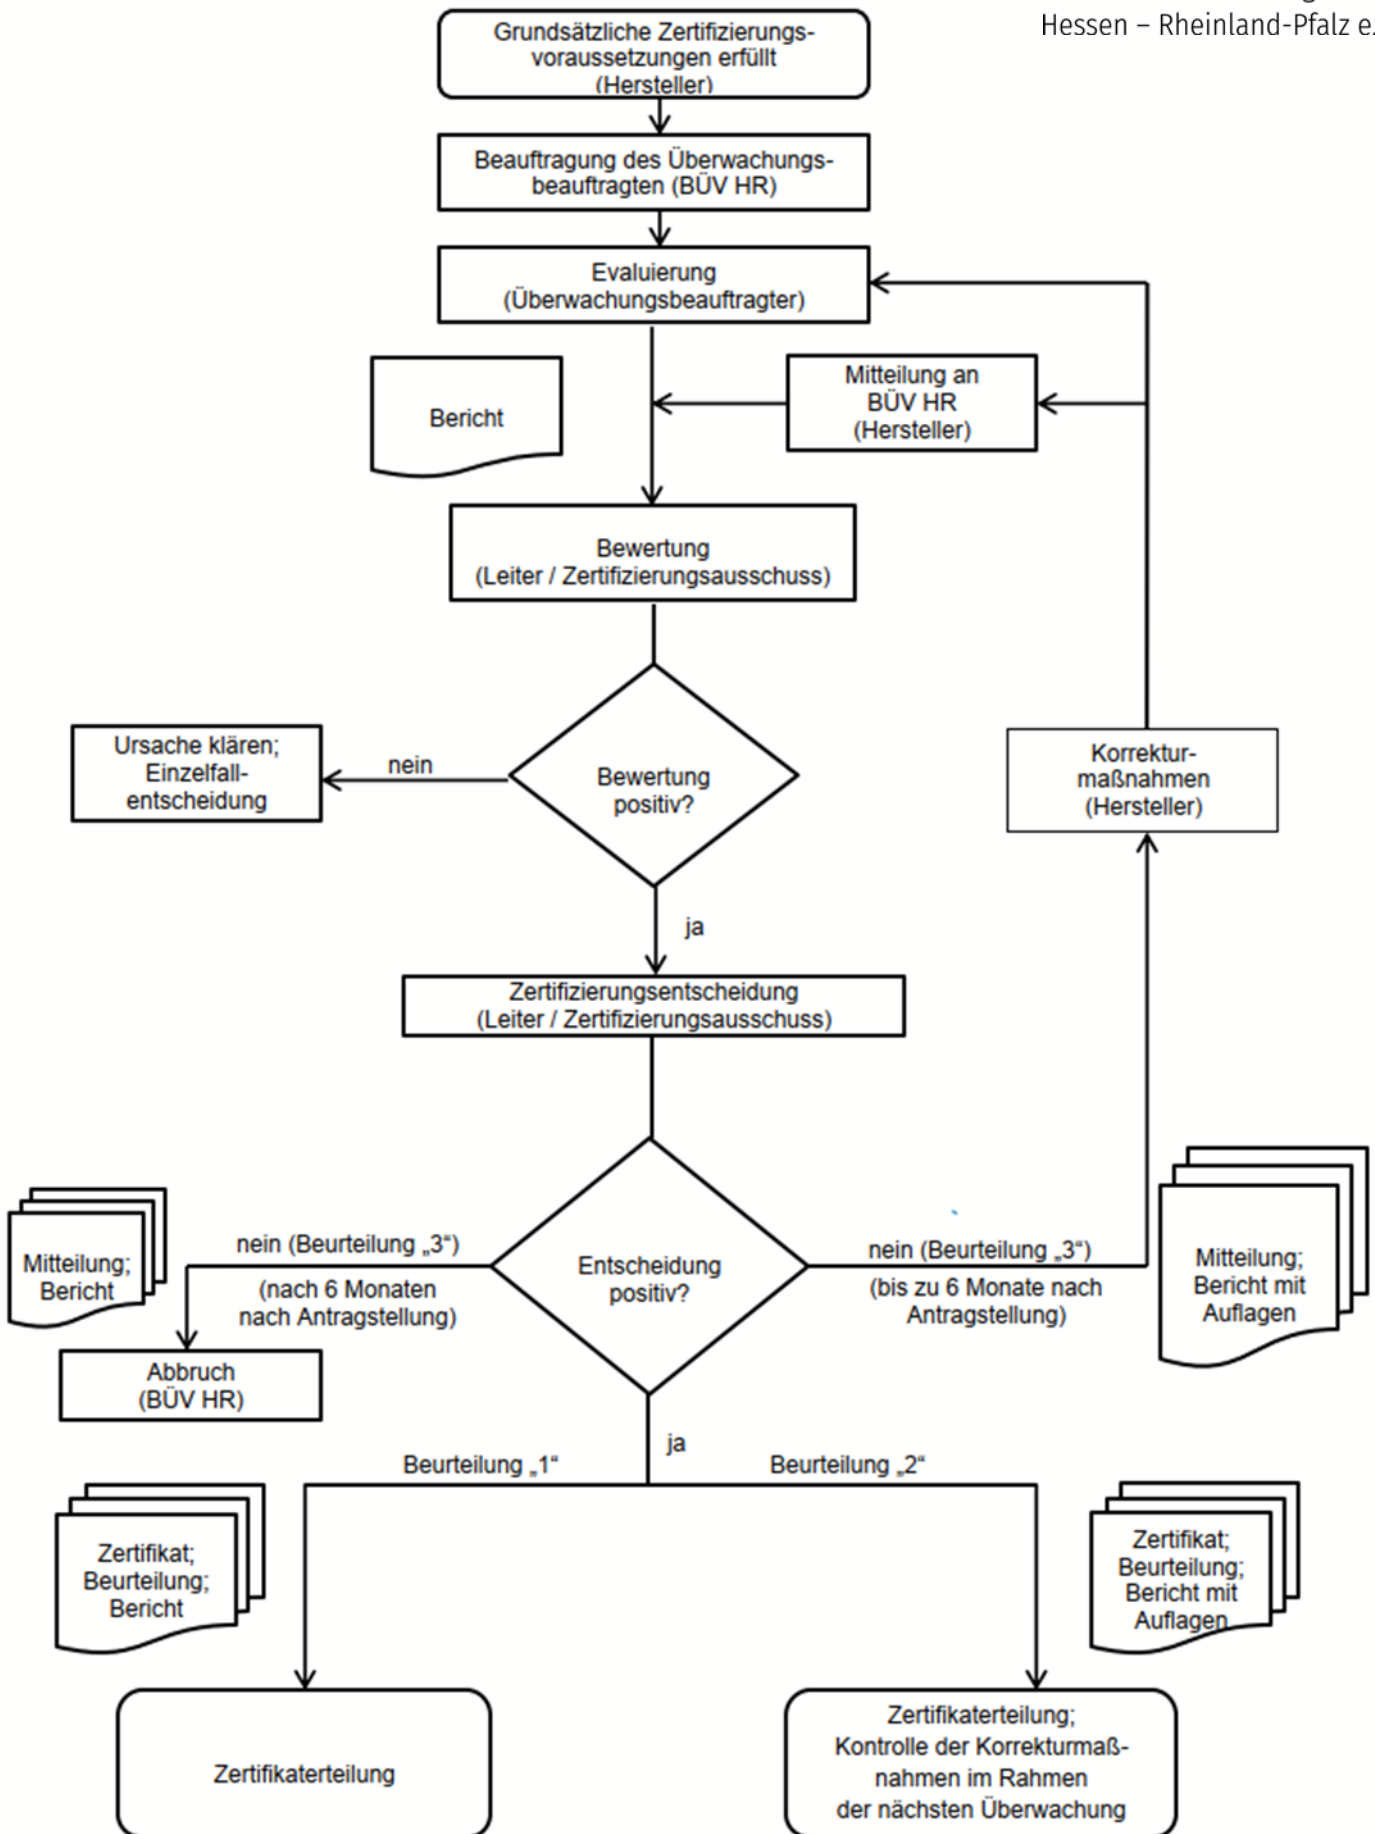 Hessen – Rheinland-Pfalz e.
Grundsätzliche Zertifizierungs-
voraussetzungen erfüllt
(Hersteller)
Beauftragung des Überwachungs-
beauftragten (BÜV HR)
Evaluierung
(Überwachungsbeauftragter)
Bericht
Mitteilung an
BÜV HR
(Hersteller)
Bewertung
(Leiter / Zertifizierungsausschuss)
Ursache klären;
Einzelfall-
entscheidung
nein
Bewertung
positiv?
Korrektur-
maßnahmen
(Hersteller)
ja
Zertifizierungsentscheidung
(Leiter / Zertifizierungsausschuss)
Mitteilung;
Bericht
nein (Beurteilung „3“)
(nach 6 Monaten
nach Antragstellung)
Entscheidung
positiv?
nein (Beurteilung „3“)
(bis zu 6 Monate nach
Antragstellung)
Mitteilung;
Bericht mit
Auflagen
Abbruch
(BÜV HR)
ja
Beurteilung „1“
Beurteilung „2“
Zertifikat;
Beurteilung;
Bericht
Zertifikat;
Beurteilung;
Bericht mit
Auflagen
Zertifikaterteilung
Zertifikaterteilung;
Kontrolle der Korrekturmaß-
nahmen im Rahmen
der nächsten Überwachung